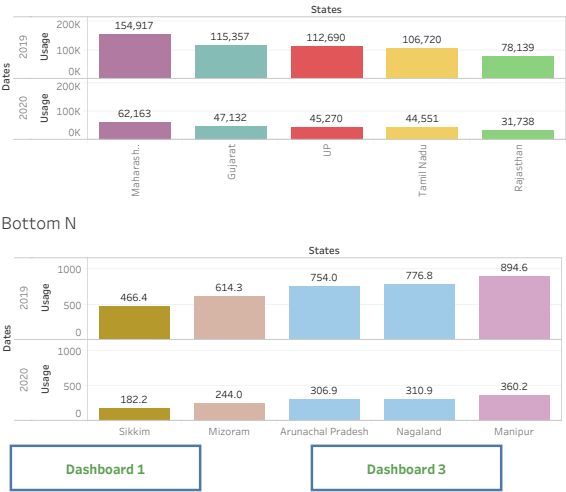 States
2019
Usage
200K
100K
0K
154,917
115,357
112,690
106,720
78,139
Dates
2020
Usage
200K
100K
0K
62,163
47,132
45,270
44,551
31,738
Maharash..
Gujarat
UP
Tamil Nadu
Rajasthan
Bottom N
States
2019
Usage
1000
500
0
466.4
614.3
754.0
776.8
894.6
Dates
2020
Usage
1000
500
0
182.2
244.0
306.9
310.9
360.2
Sikkim
Mizoram
Arunachal Pradesh
Nagaland
Manipur
Dashboard 1
Dashboard 3